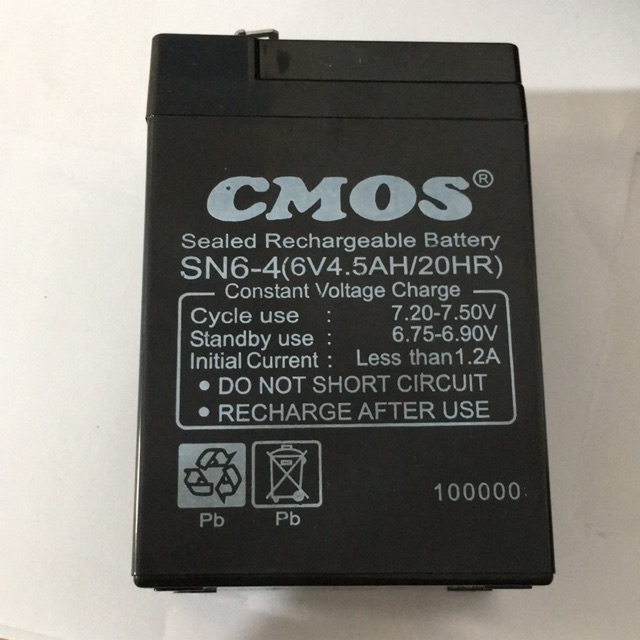 CMOS®
Sealed Rechargeable Battery
SN6-4(6V4.5AH/20HR)
Constant Voltage Charge
Cycle use : 7.20-7.50V
Standby use : 6.75-6.90V
Initial Current : Less than 1.2A
• DO NOT SHORT CIRCUIT
• RECHARGE AFTER USE
Pb Pb
100000